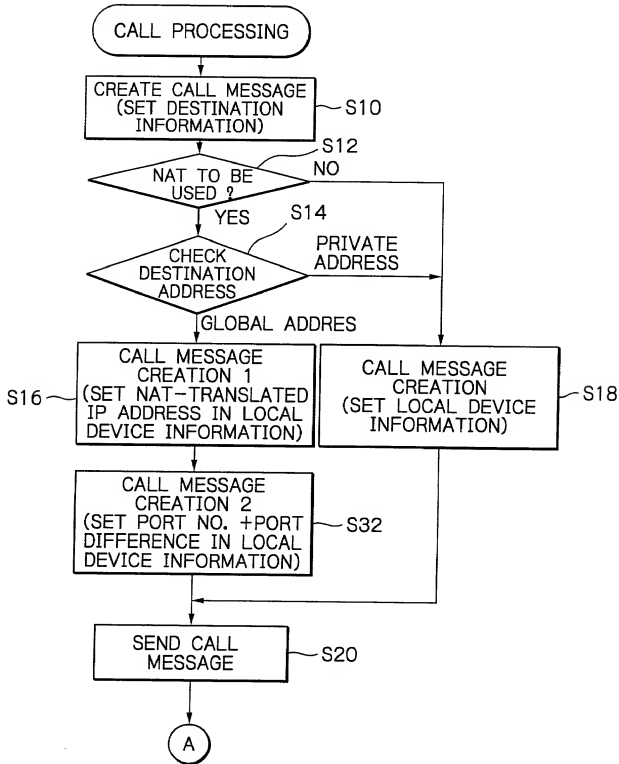 CALL PROCESSING
CREATE CALL MESSAGE
(SET DESTINATION
INFORMATION)
S10
S12
NAT TO BE
USED ?
NO
YES
S14
CHECK
DESTINATION
ADDRESS
PRIVATE
ADDRESS
GLOBAL ADDRES
S16
CALL MESSAGE
CREATION 1
(SET NAT-TRANSLATED
IP ADDRESS IN LOCAL
DEVICE INFORMATION)
CALL MESSAGE
CREATION
(SET LOCAL DEVICE
INFORMATION)
S18
CALL MESSAGE
CREATION 2
(SET PORT NO. +PORT
DIFFERENCE IN LOCAL
DEVICE INFORMATION)
S32
SEND CALL
MESSAGE
S20
A